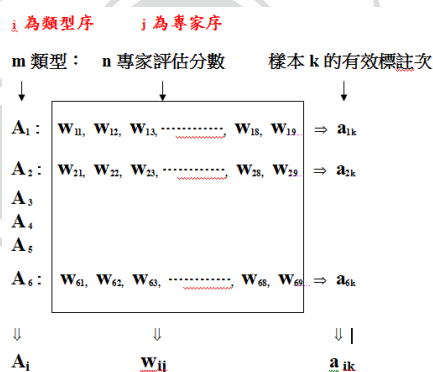 i 為類型序 j 為專家序
m 類型： n 專家評估分數 樣本 k 的有效標註次
A₁： W₁₁, W₁₂, W₁₃, ············, W₁₈, W₁₉... ⇒ a₁ₖ
A₂： W₂₁, W₂₂, W₂₃, ············, W₂₈, W₂₉... ⇒ a₂ₖ
A₃
A₄
A₅
A₆： W₆₁, W₆₂, W₆₃, ············, W₆₈, W₆₉... ⇒ a₆ₖ
⇓ ⇓ ⇓
Aᵢ Wᵢⱼ aᵢₖ